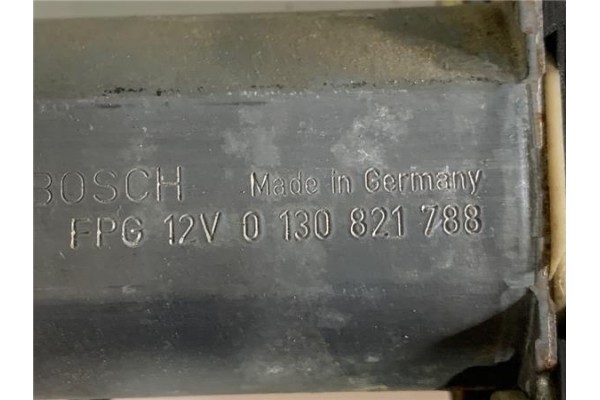 BOSCH Made in Germany
FPG 12V 0 130 821 788